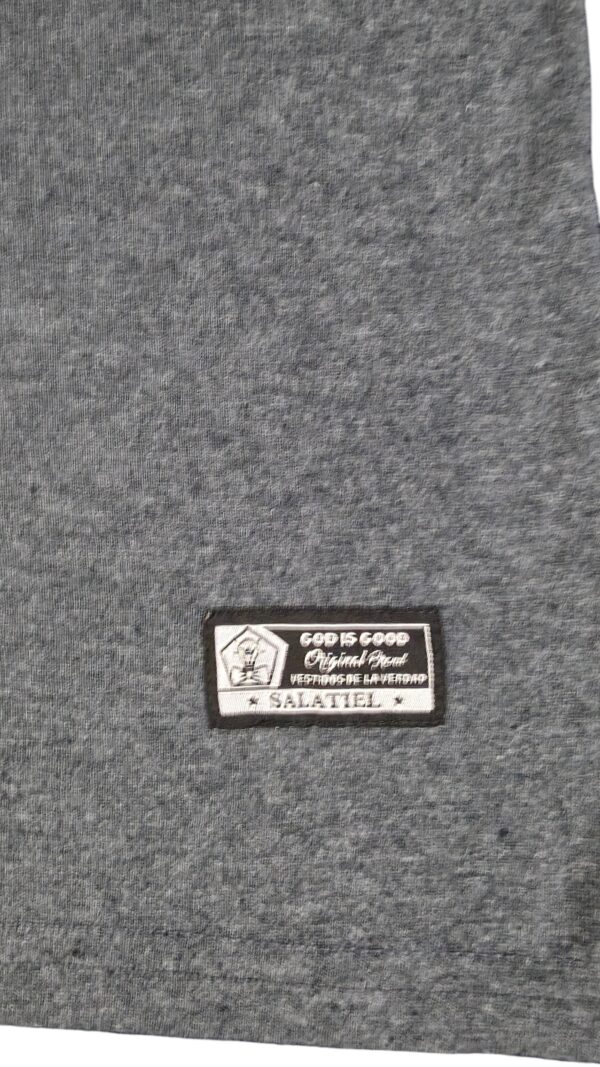 GOD IS GOOD
Original Brand
VESTIDOS DE LA VERDAD
★ SALATIEL ★